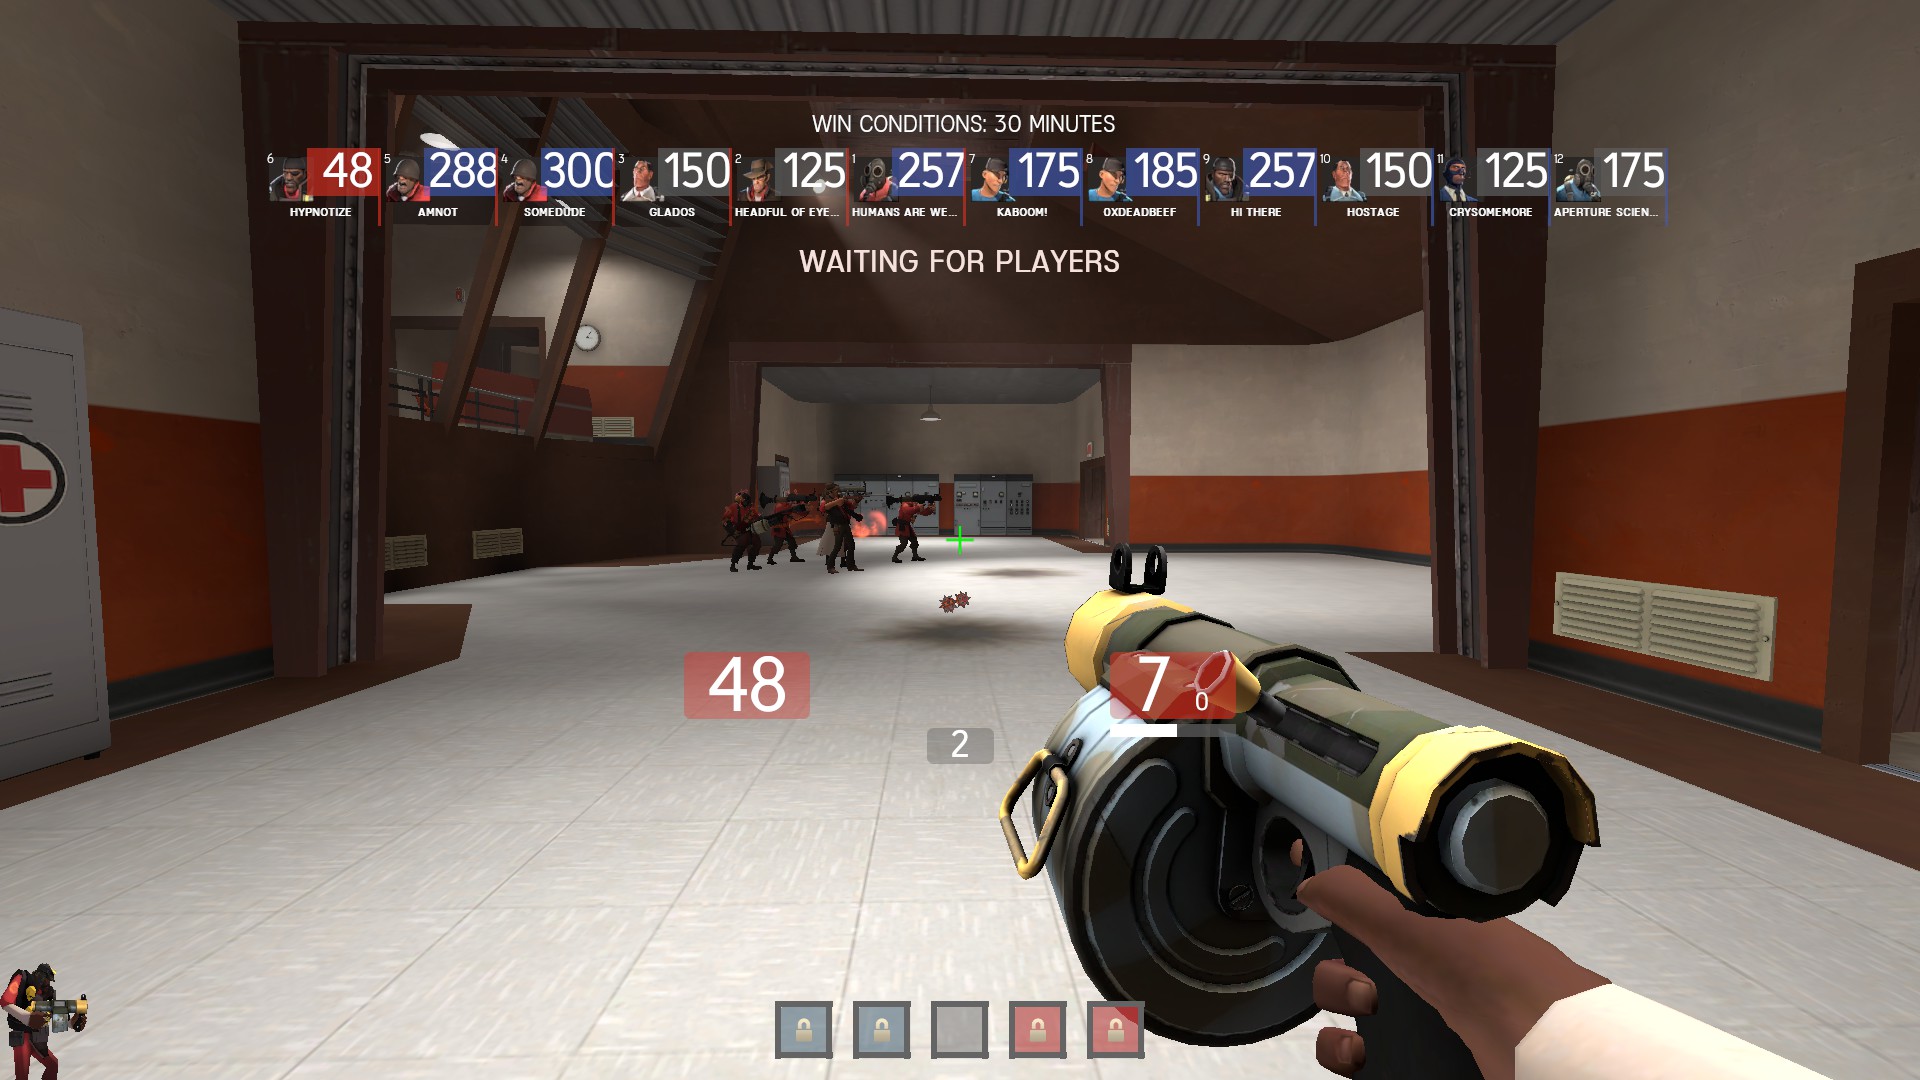 WIN CONDITIONS: 30 MINUTES
6 48 5 288 4 300 3 150 2 125 1 257 7 175 8 185 9 257 10 150 11 125 12 175
HYPNOTIZE AMNOT SOMEDUDE GLADOS HEADFUL OF EYE... HUMANS ARE WE... KABOOM! 0XDEADBEEF HI THERE HOSTAGE CRYSOMEMORE APERTURE SCIEN...
WAITING FOR PLAYERS
48
7 0
2